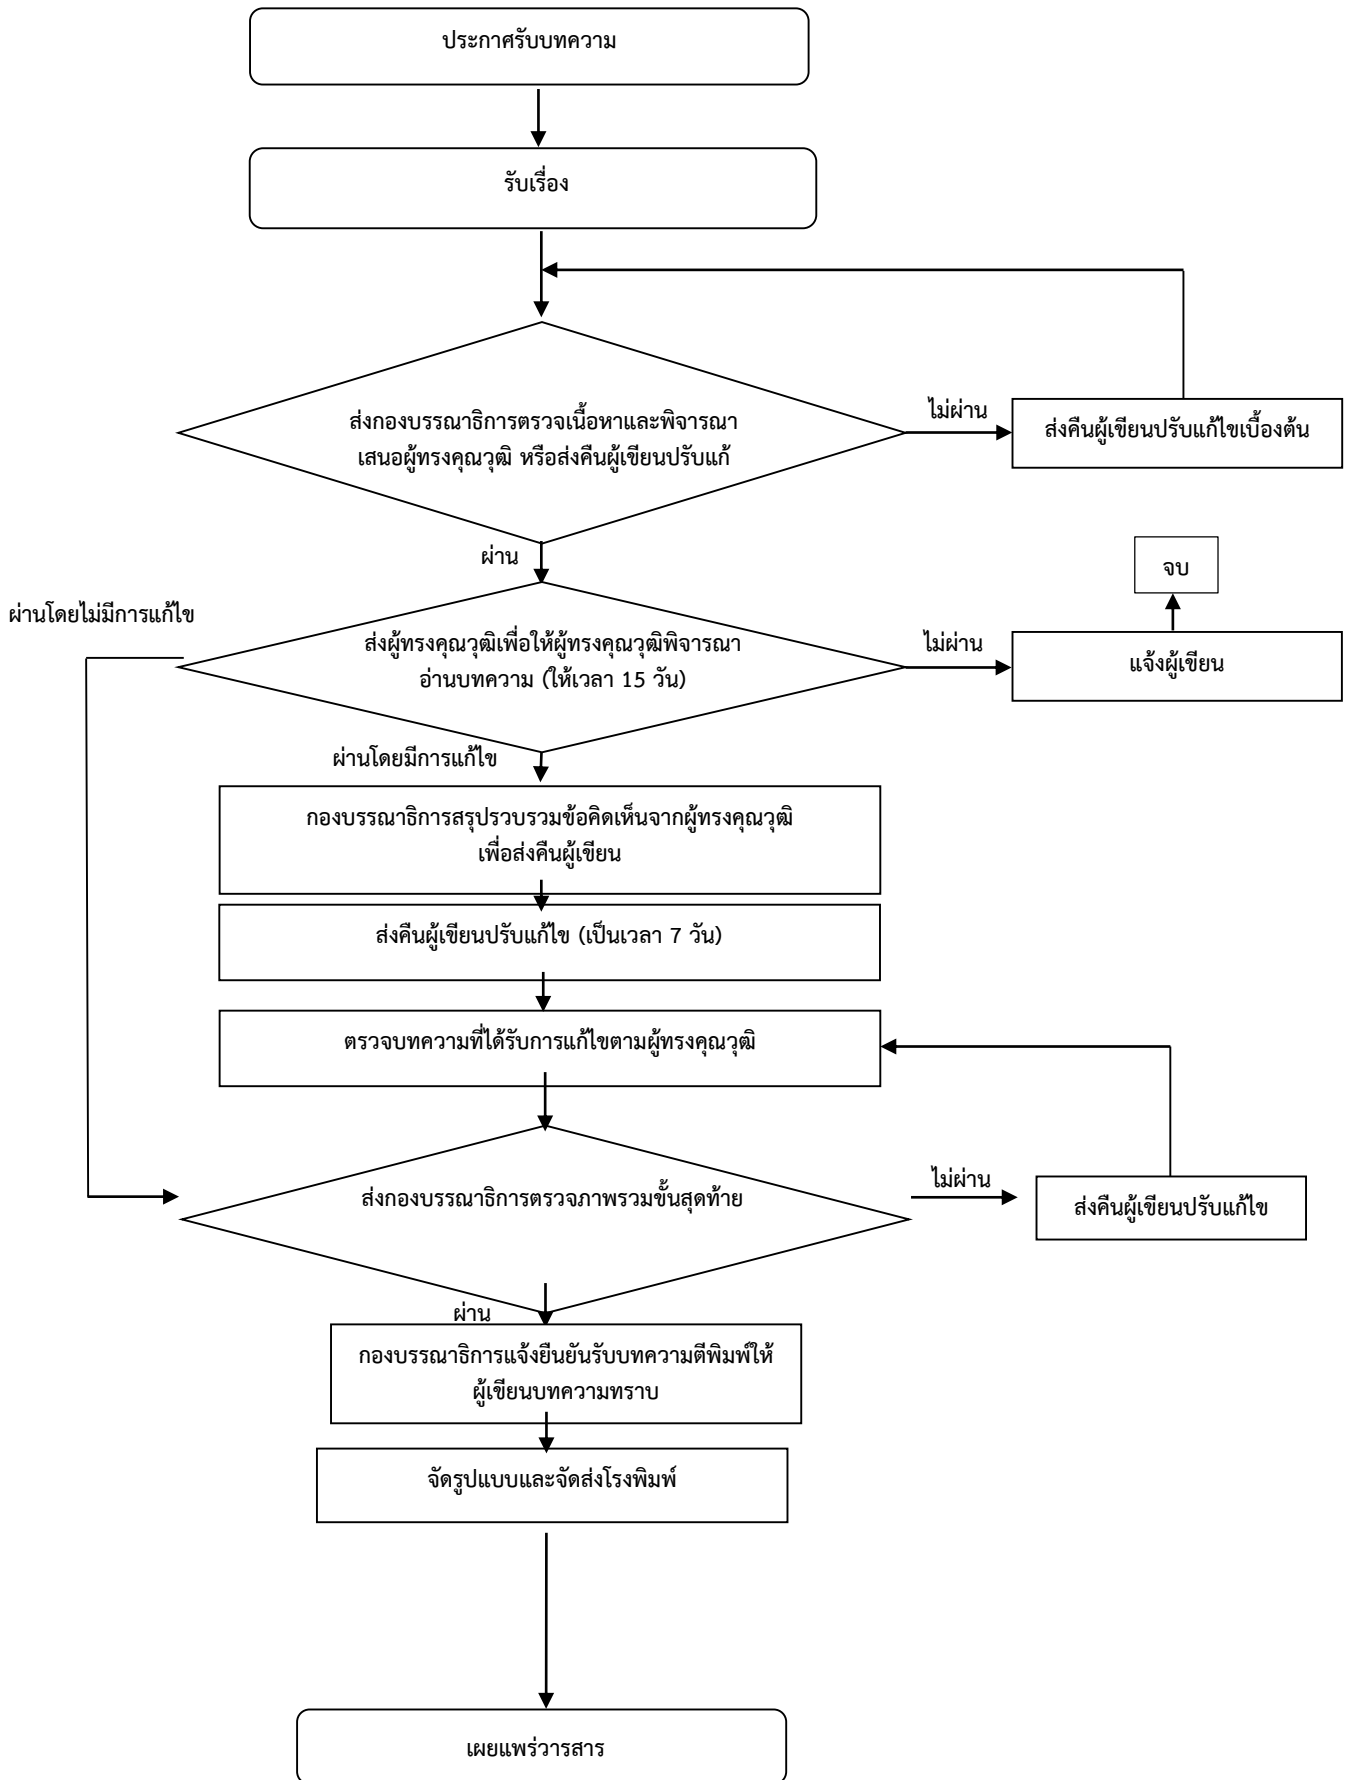 ประกาศรับบทความ
รับเรื่อง
ส่งกองบรรณาธิการตรวจเนื้อหาและพิจารณา
เสนอผู้ทรงคุณวุฒิ หรือส่งคืนผู้เขียนปรับแก้
ไม่ผ่าน
ส่งคืนผู้เขียนปรับแก้ไขเบื้องต้น
ผ่าน
จบ
ผ่านโดยไม่มีการแก้ไข
ส่งผู้ทรงคุณวุฒิเพื่อให้ผู้ทรงคุณวุฒิพิจารณา
อ่านบทความ (ให้เวลา 15 วัน)
ไม่ผ่าน
แจ้งผู้เขียน
ผ่านโดยมีการแก้ไข
กองบรรณาธิการสรุปรวบรวมข้อคิดเห็นจากผู้ทรงคุณวุฒิ
เพื่อส่งคืนผู้เขียน
ส่งคืนผู้เขียนปรับแก้ไข (เป็นเวลา 7 วัน)
ตรวจบทความที่ได้รับการแก้ไขตามผู้ทรงคุณวุฒิ
ส่งกองบรรณาธิการตรวจภาพรวมขั้นสุดท้าย
ไม่ผ่าน
ส่งคืนผู้เขียนปรับแก้ไข
ผ่าน
กองบรรณาธิการแจ้งยืนยันรับบทความตีพิมพ์ให้
ผู้เขียนบทความทราบ
จัดรูปแบบและจัดส่งโรงพิมพ์
เผยแพร่วารสาร